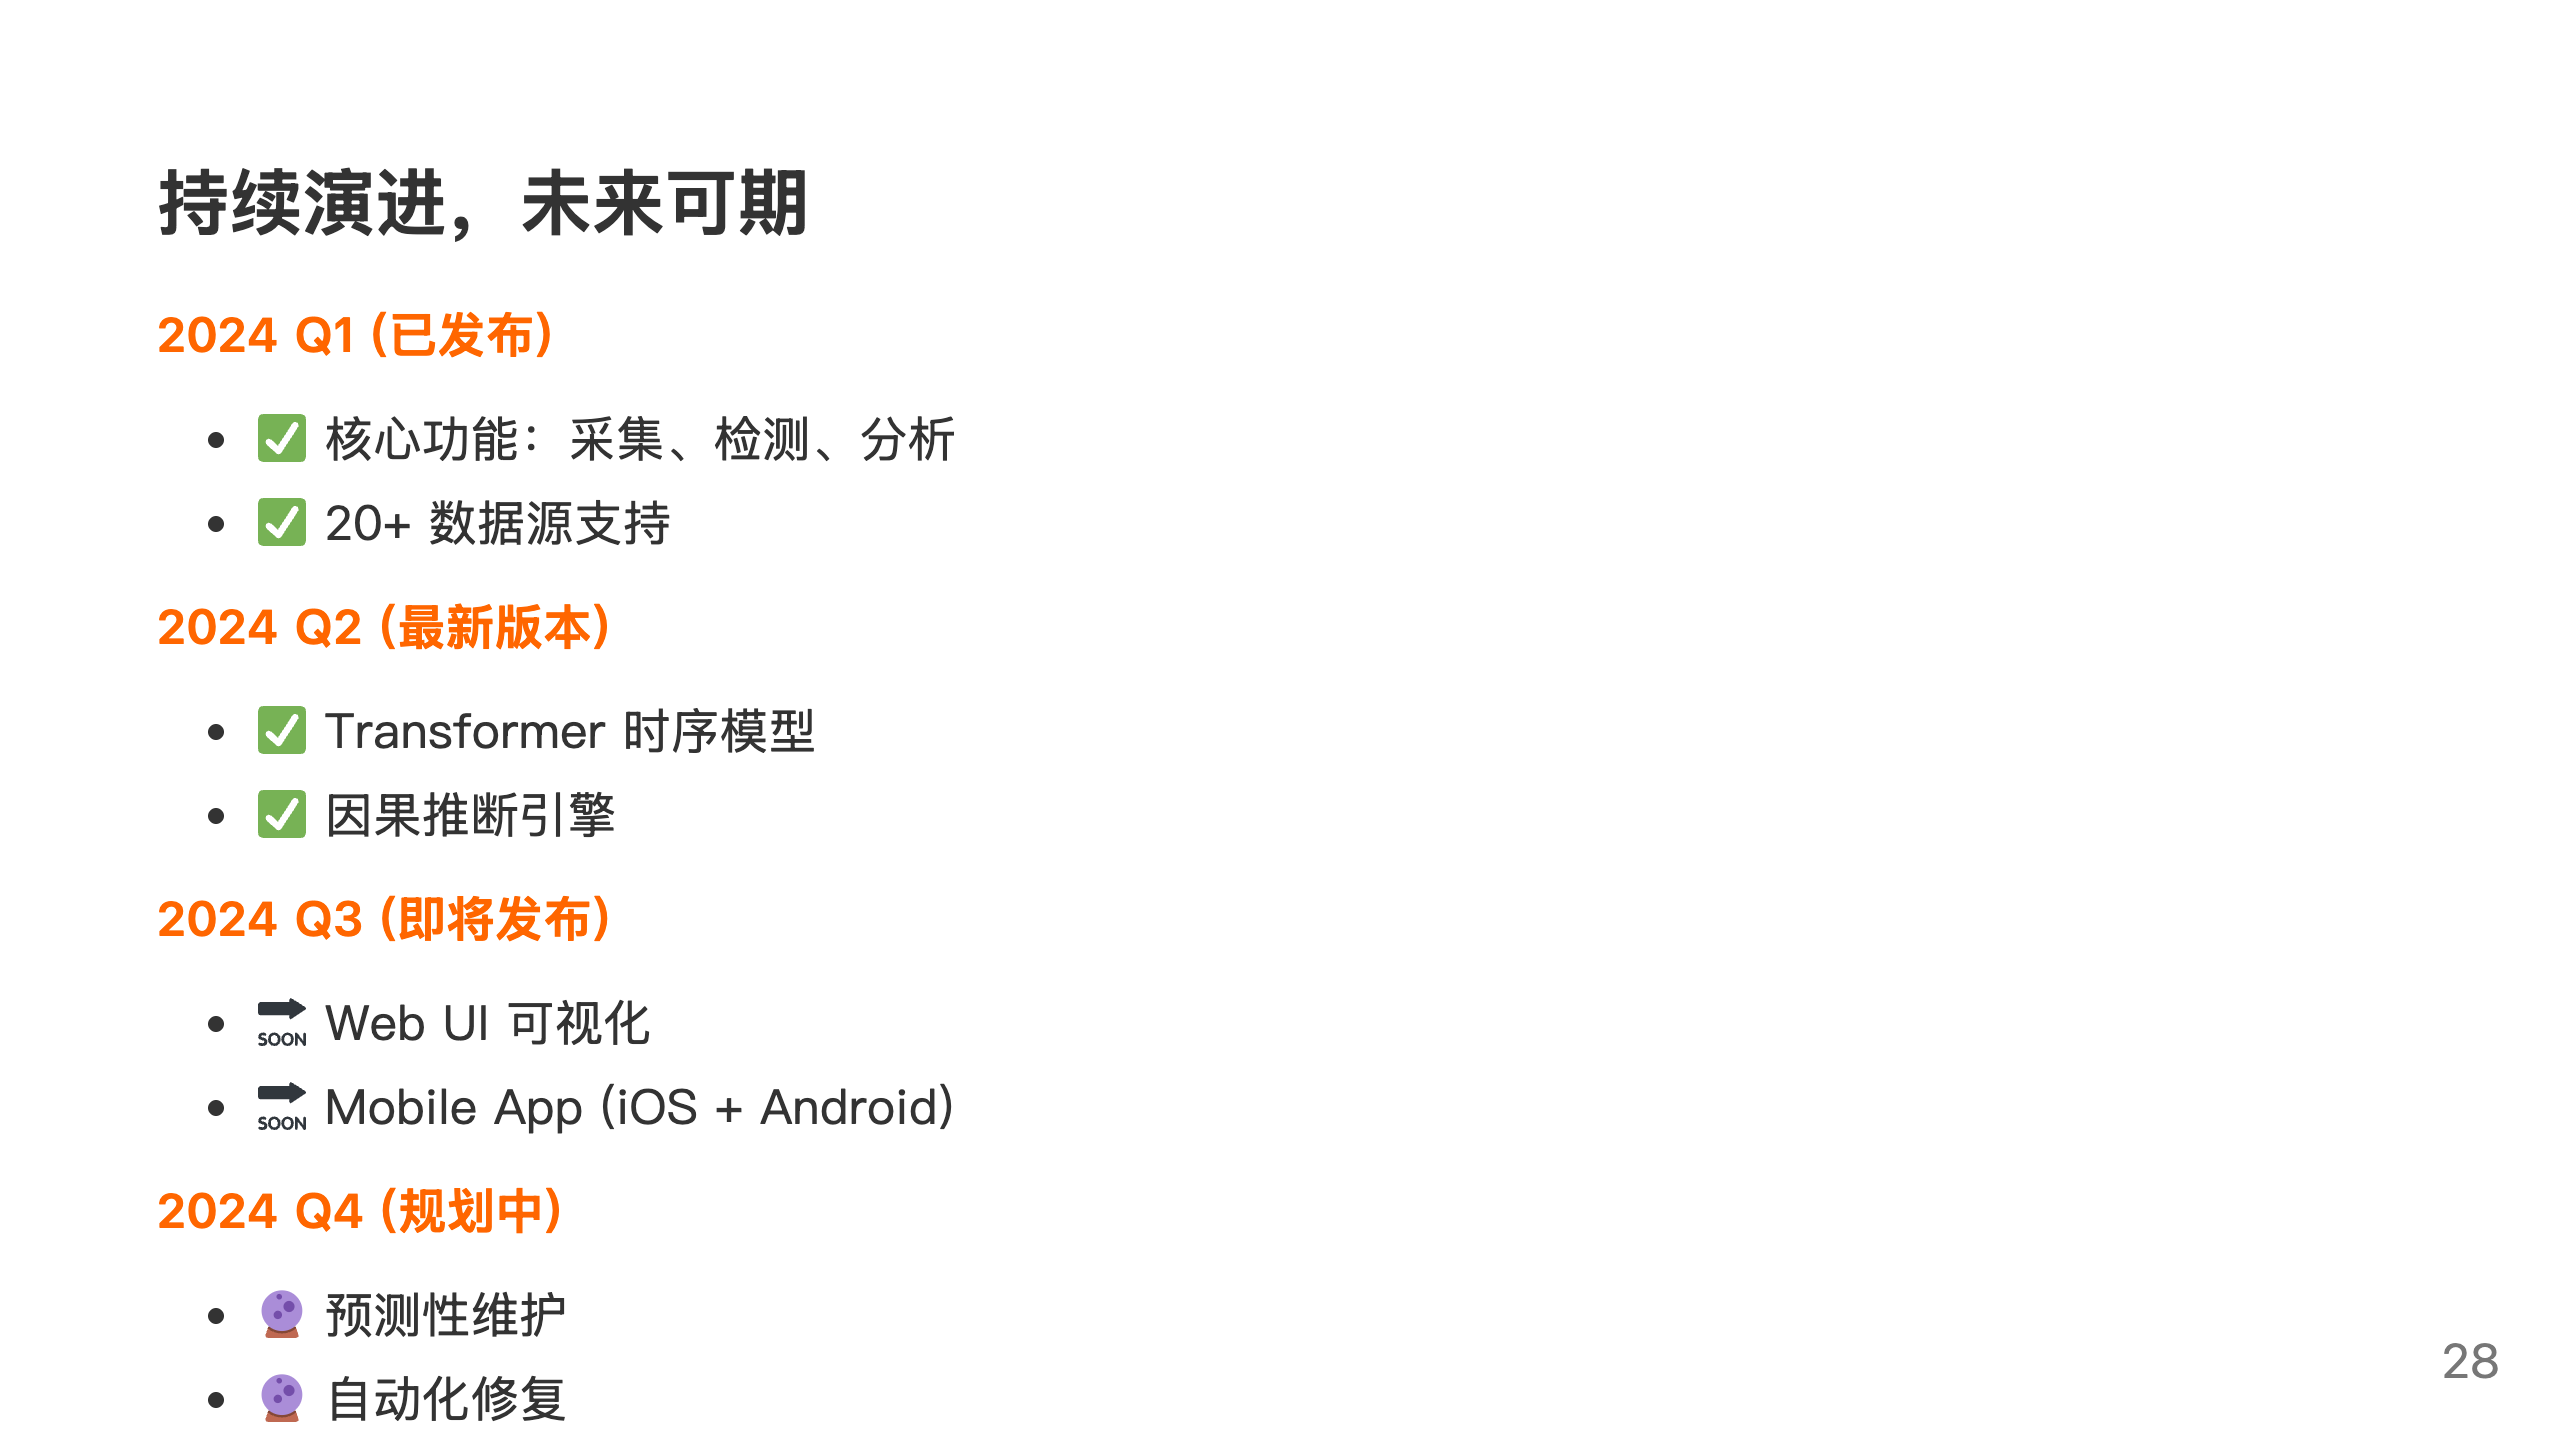 持续演进，未来可期
2024 Q1 (已发布)
• ✅ 核心功能：采集、检测、分析
• ✅ 20+ 数据源支持
2024 Q2 (最新版本)
• ✅ Transformer 时序模型
• ✅ 因果推断引擎
2024 Q3 (即将发布)
• 🔜 Web UI 可视化
• 🔜 Mobile App (iOS + Android)
2024 Q4 (规划中)
• 🔮 预测性维护
• 🔮 自动化修复
28